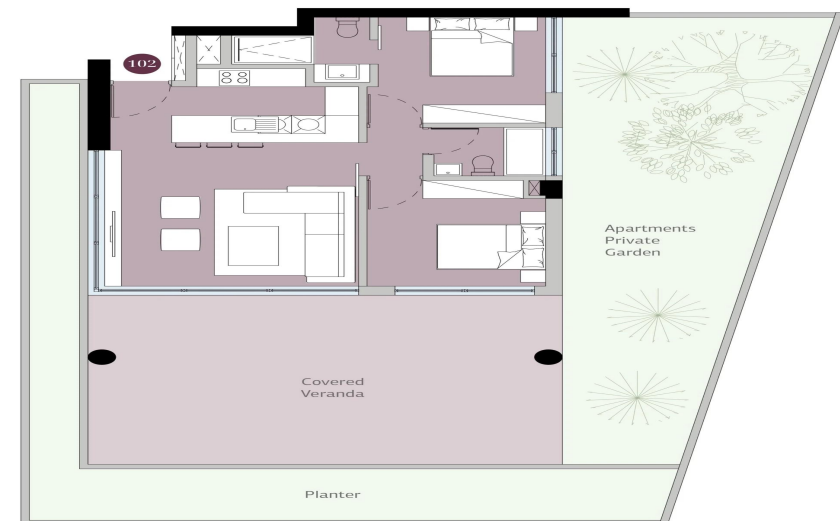 102
Apartments
Private
Garden
Covered
Veranda
Planter